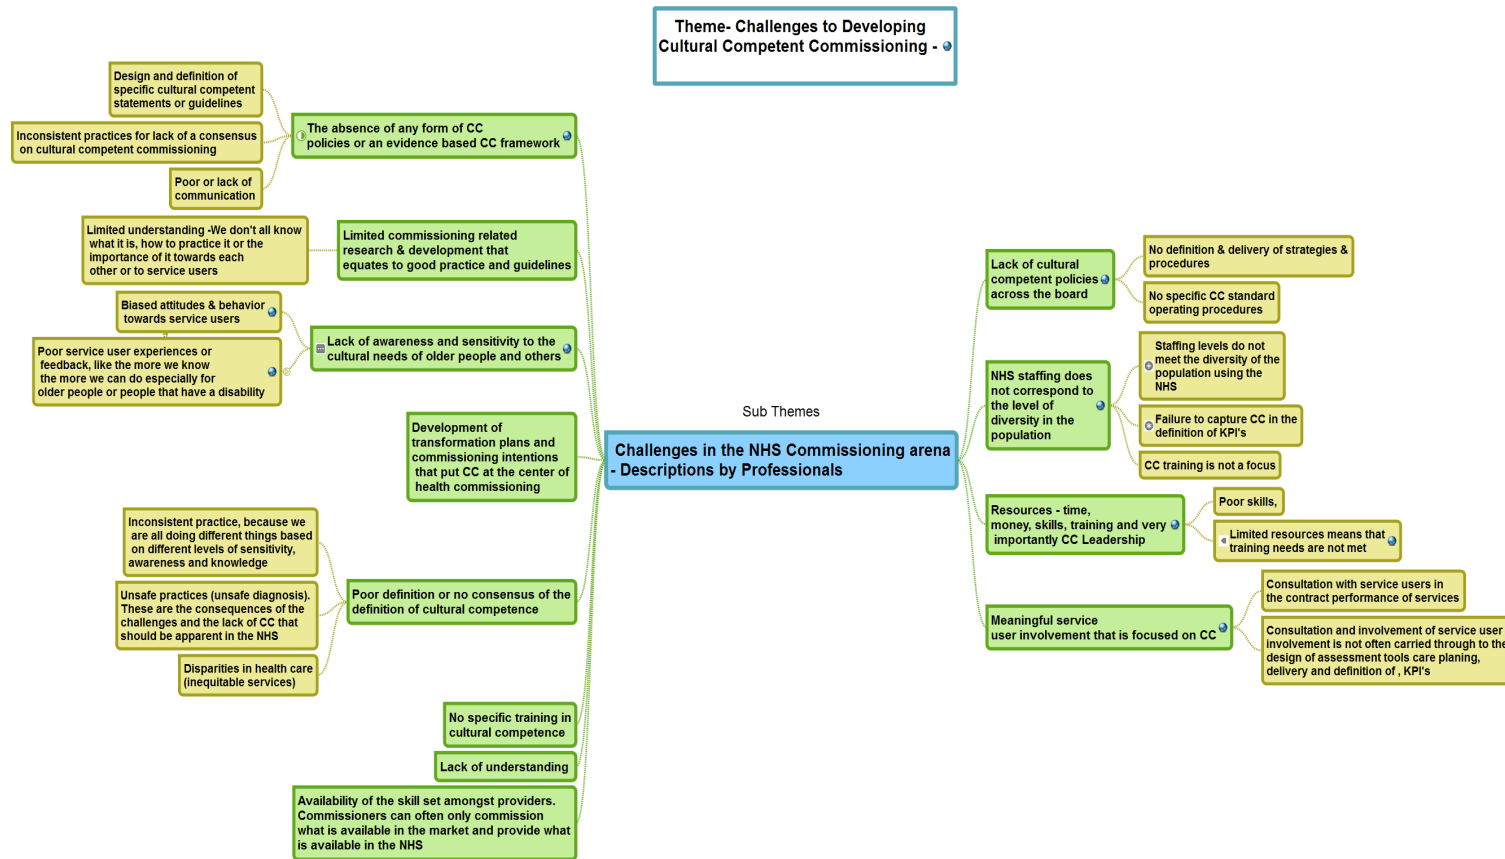 Theme- Challenges to Developing
Cultural Competent Commissioning -
Design and definition of
specific cultural competent
statements or guidelines
Inconsistent practices for lack of a consensus
on cultural competent commissioning
Poor or lack of
communication
The absence of any form of CC
policies or an evidence based CC framework
Limited understanding -We don't all know
what it is, how to practice it or the
importance of it towards each
other or to service users
Limited commissioning related
research & development that
equates to good practice and guidelines
Biased attitudes & behavior
towards service users
Poor service user experiences or
feedback, like the more we know
the more we can do especially for
older people or people that have a disability
Lack of awareness and sensitivity to the
cultural needs of older people and others
Development of
transformation plans and
commissioning intentions
that put CC at the center of
health commissioning
Inconsistent practice, because we
are all doing different things based
on different levels of sensitivity,
awareness and knowledge
Unsafe practices (unsafe diagnosis).
These are the consequences of the
challenges and the lack of CC that
should be apparent in the NHS
Disparities in health care
(inequitable services)
Poor definition or no consensus of the
definition of cultural competence
No specific training in
cultural competence
Lack of understanding
Availability of the skill set amongst providers.
Commissioners can often only commission
what is available in the market and provide what
is available in the NHS
Sub Themes
Challenges in the NHS Commissioning arena
- Descriptions by Professionals
Lack of cultural
competent policies
across the board
No definition & delivery of strategies &
procedures
No specific CC standard
operating procedures
NHS staffing does
not correspond to
the level of
diversity in the
population
Staffing levels do not
meet the diversity of the
population using the
NHS
Failure to capture CC in the
definition of KPI's
CC training is not a focus
Resources - time,
money, skills, training and very
importantly CC Leadership
Poor skills,
Limited resources means that
training needs are not met
Meaningful service
user involvement that is focused on CC
Consultation with service users in
the contract performance of services
Consultation and involvement of service user
involvement is not often carried through to the
design of assessment tools care planing,
delivery and definition of , KPI's